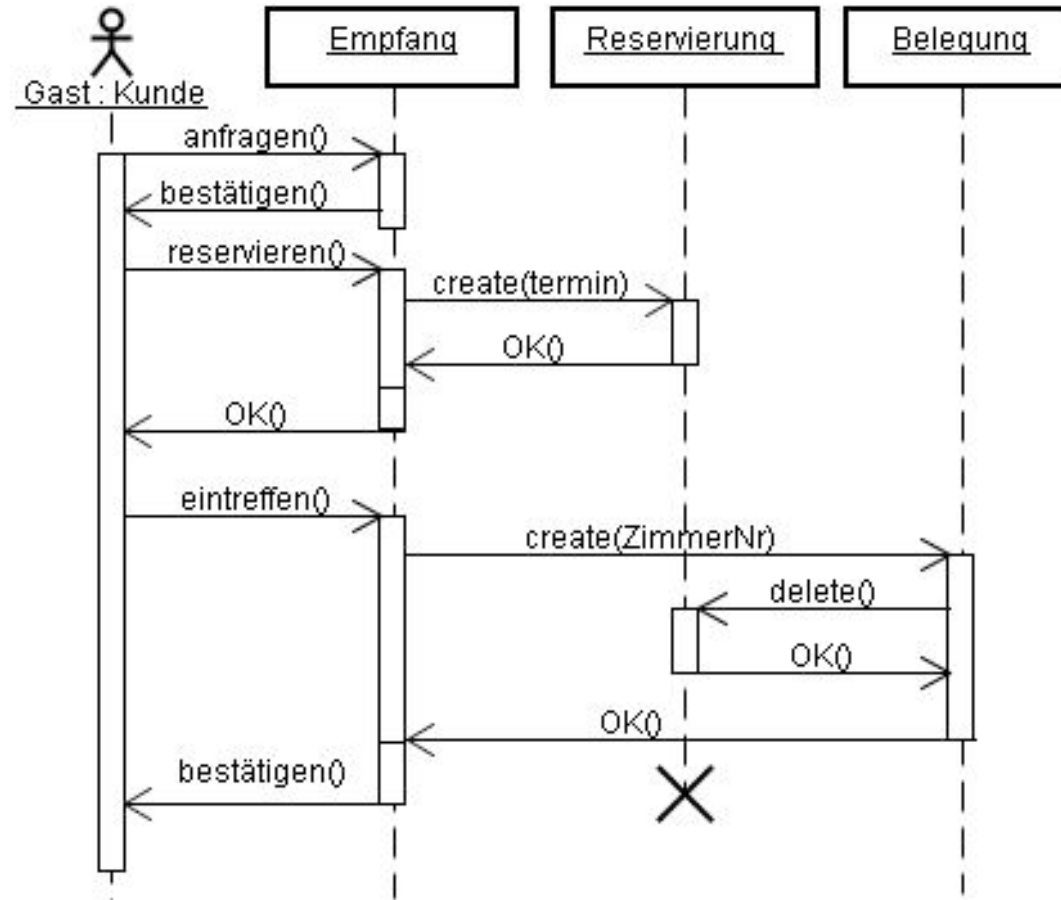 Empfang
Reservierung
Belegung
Gast : Kunde
anfragen()
bestätigen()
reservieren()
create(termin)
OK()
OK()
eintreffen()
create(ZimmerNr)
delete()
OK()
OK()
bestätigen()